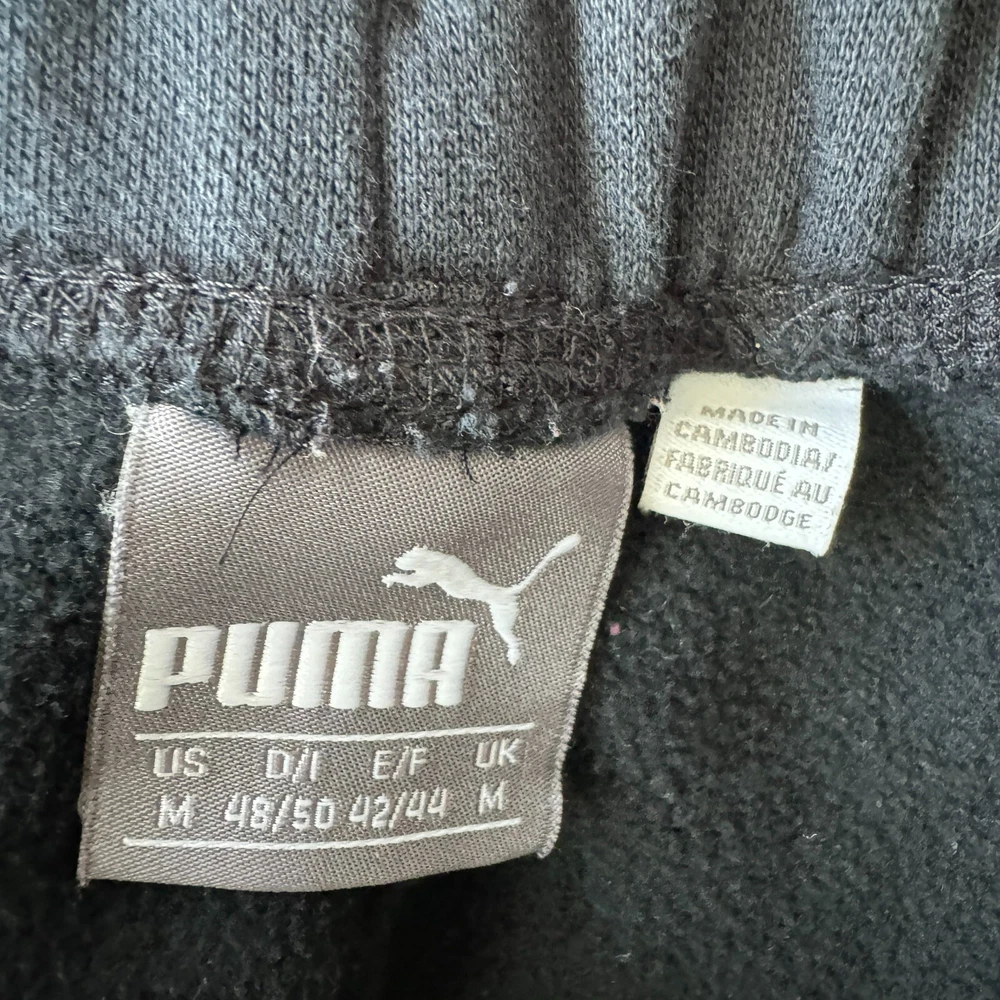 MADE IN
CAMBODIA/
FABRIQUÉ AU
CAMBODGE
PUMA
US D/I E/F UK
M 48/50 42/44 M